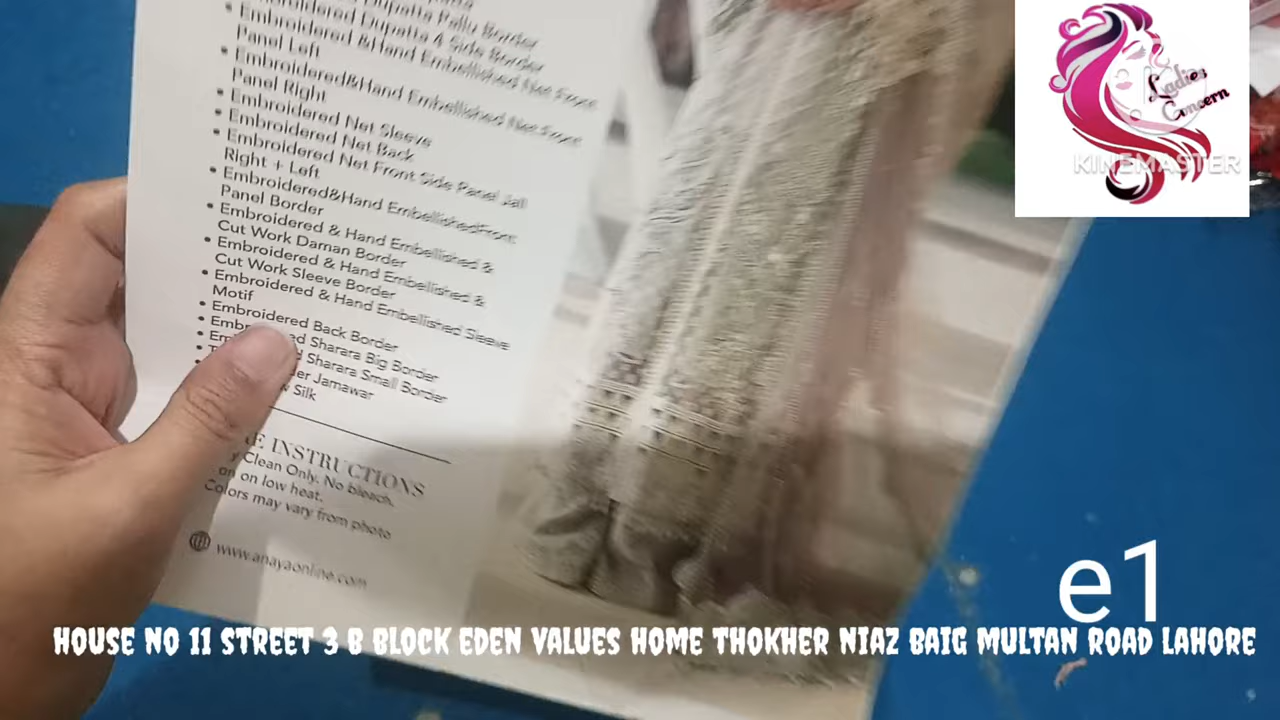 Dupatta Pallu Border
Embroidered Dupatta 4 Side Border
• Embroidered &Hand Embellished Net Front
Panel Left
• Embroidered&Hand Embellished Net Front
Panel Right
• Embroidered Net Sleeve
• Embroidered Net Back
• Embroidered Net Front Side Panel Jall
Right + Left
• Embroidered&Hand EmbellishedFront
Panel Border
• Embroidered & Hand Embellished &
Cut Work Daman Border
• Embroidered & Hand Embellished &
Cut Work Sleeve Border
• Embroidered & Hand Embellished Sleeve
Motif
• Embroidered Back Border
• Sharara Big Border
• Sharara Small Border
• Jamawar
• Silk
INSTRUCTIONS
Clean Only. No bleach.
on low heat.
Colors may vary from photo
www.anayaonline.com
Ladies
Concern
KINEMASTER
e1
HOUSE NO 11 STREET 3 B BLOCK EDEN VALUES HOME THOKHER NIAZ BAIG MULTAN ROAD LAHORE